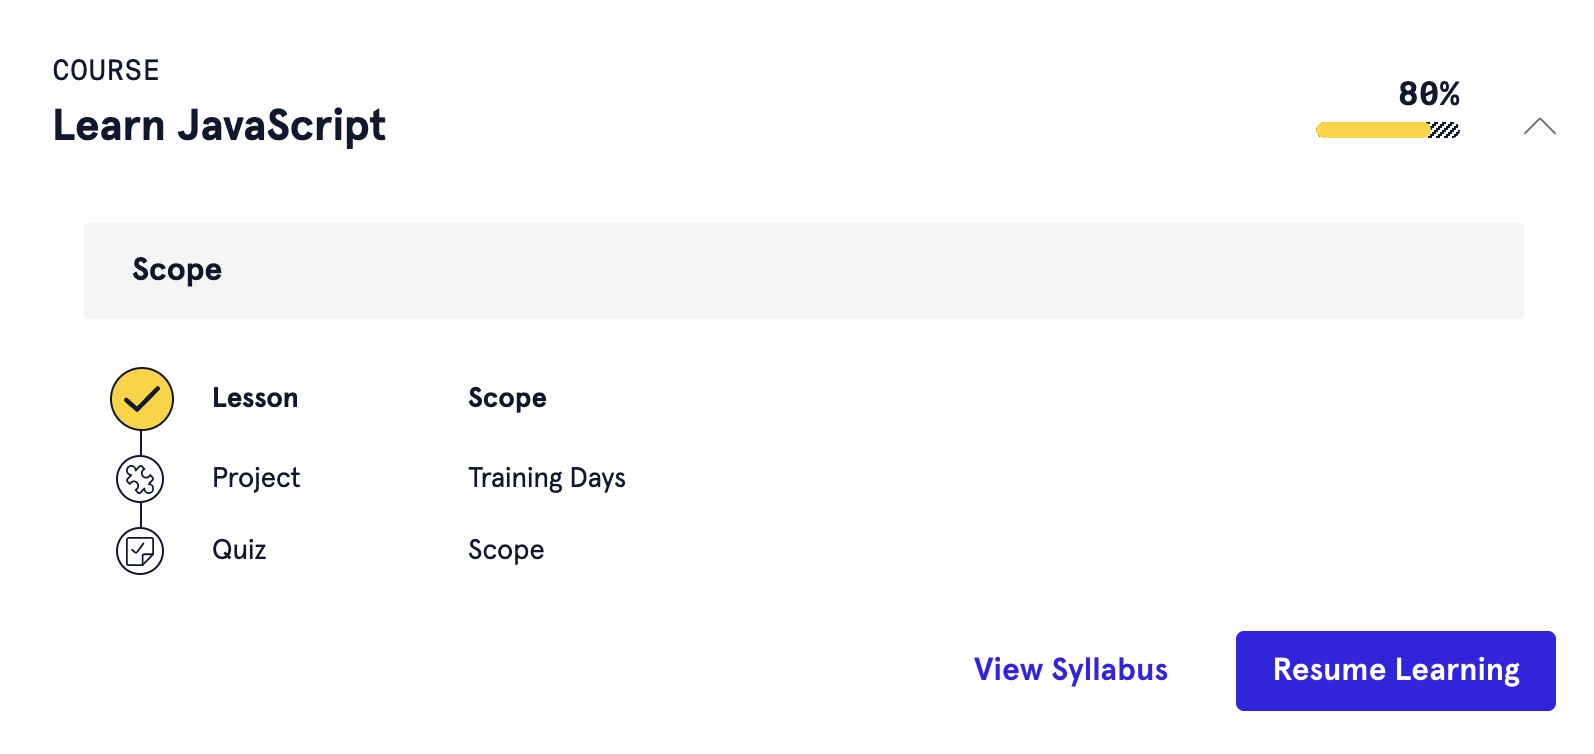 COURSE
Learn JavaScript
80%
Scope
Lesson Scope
Project Training Days
Quiz Scope
View Syllabus Resume Learning